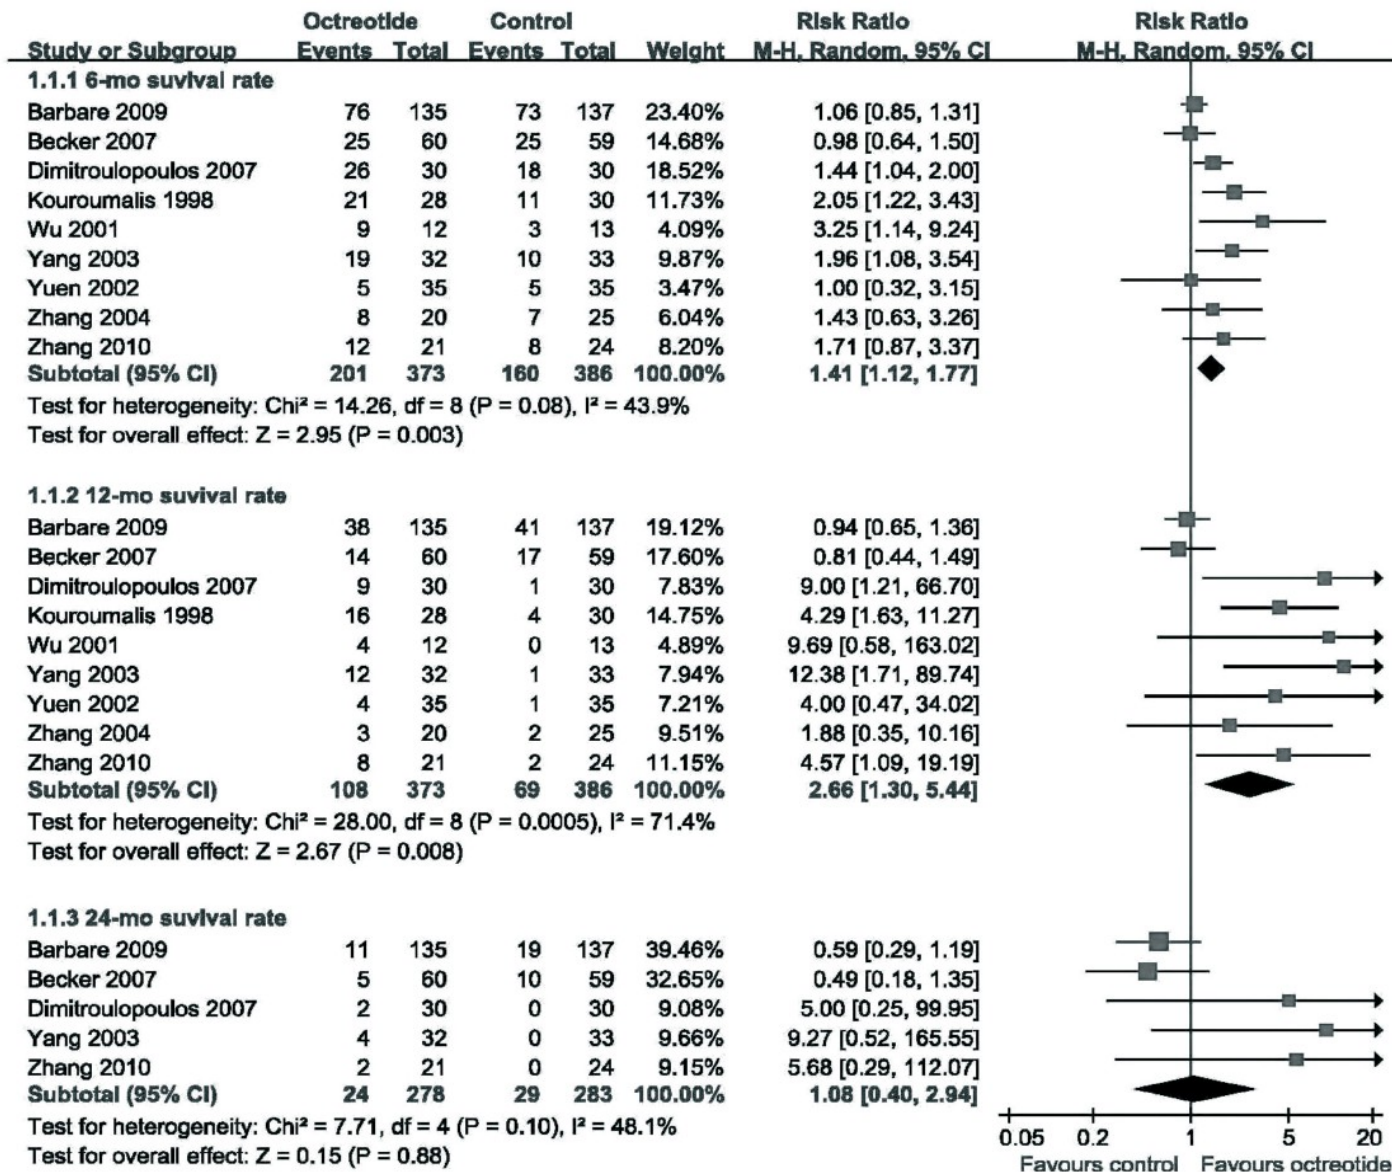 Octreotide Control Risk Ratio Risk Ratio
Study or Subgroup Events Total Events Total Weight M-H, Random, 95% CI M-H, Random, 95% CI
1.1.1 6-mo suvival rate
Barbare 2009 76 135 73 137 23.40% 1.06 [0.85, 1.31]
Becker 2007 25 60 25 59 14.68% 0.98 [0.64, 1.50]
Dimitroulopoulos 2007 26 30 18 30 18.52% 1.44 [1.04, 2.00]
Kouroumalis 1998 21 28 11 30 11.73% 2.05 [1.22, 3.43]
Wu 2001 9 12 3 13 4.09% 3.25 [1.14, 9.24]
Yang 2003 19 32 10 33 9.87% 1.96 [1.08, 3.54]
Yuen 2002 5 35 5 35 3.47% 1.00 [0.32, 3.15]
Zhang 2004 8 20 7 25 6.04% 1.43 [0.63, 3.26]
Zhang 2010 12 21 8 24 8.20% 1.71 [0.87, 3.37]
Subtotal (95% CI) 201 373 160 386 100.00% 1.41 [1.12, 1.77]
Test for heterogeneity: Chi² = 14.26, df = 8 (P = 0.08), I² = 43.9%
Test for overall effect: Z = 2.95 (P = 0.003)
1.1.2 12-mo suvival rate
Barbare 2009 38 135 41 137 19.12% 0.94 [0.65, 1.36]
Becker 2007 14 60 17 59 17.60% 0.81 [0.44, 1.49]
Dimitroulopoulos 2007 9 30 1 30 7.83% 9.00 [1.21, 66.70]
Kouroumalis 1998 16 28 4 30 14.75% 4.29 [1.63, 11.27]
Wu 2001 4 12 0 13 4.89% 9.69 [0.58, 163.02]
Yang 2003 12 32 1 33 7.94% 12.38 [1.71, 89.74]
Yuen 2002 4 35 1 35 7.21% 4.00 [0.47, 34.02]
Zhang 2004 3 20 2 25 9.51% 1.88 [0.35, 10.16]
Zhang 2010 8 21 2 24 11.15% 4.57 [1.09, 19.19]
Subtotal (95% CI) 108 373 69 386 100.00% 2.66 [1.30, 5.44]
Test for heterogeneity: Chi² = 28.00, df = 8 (P = 0.0005), I² = 71.4%
Test for overall effect: Z = 2.67 (P = 0.008)
1.1.3 24-mo suvival rate
Barbare 2009 11 135 19 137 39.46% 0.59 [0.29, 1.19]
Becker 2007 5 60 10 59 32.65% 0.49 [0.18, 1.35]
Dimitroulopoulos 2007 2 30 0 30 9.08% 5.00 [0.25, 99.95]
Yang 2003 4 32 0 33 9.66% 9.27 [0.52, 165.55]
Zhang 2010 2 21 0 24 9.15% 5.68 [0.29, 112.07]
Subtotal (95% CI) 24 278 29 283 100.00% 1.08 [0.40, 2.94]
Test for heterogeneity: Chi² = 7.71, df = 4 (P = 0.10), I² = 48.1%
Test for overall effect: Z = 0.15 (P = 0.88)
0.05 0.2 1 5 20
Favours control Favours octreotide